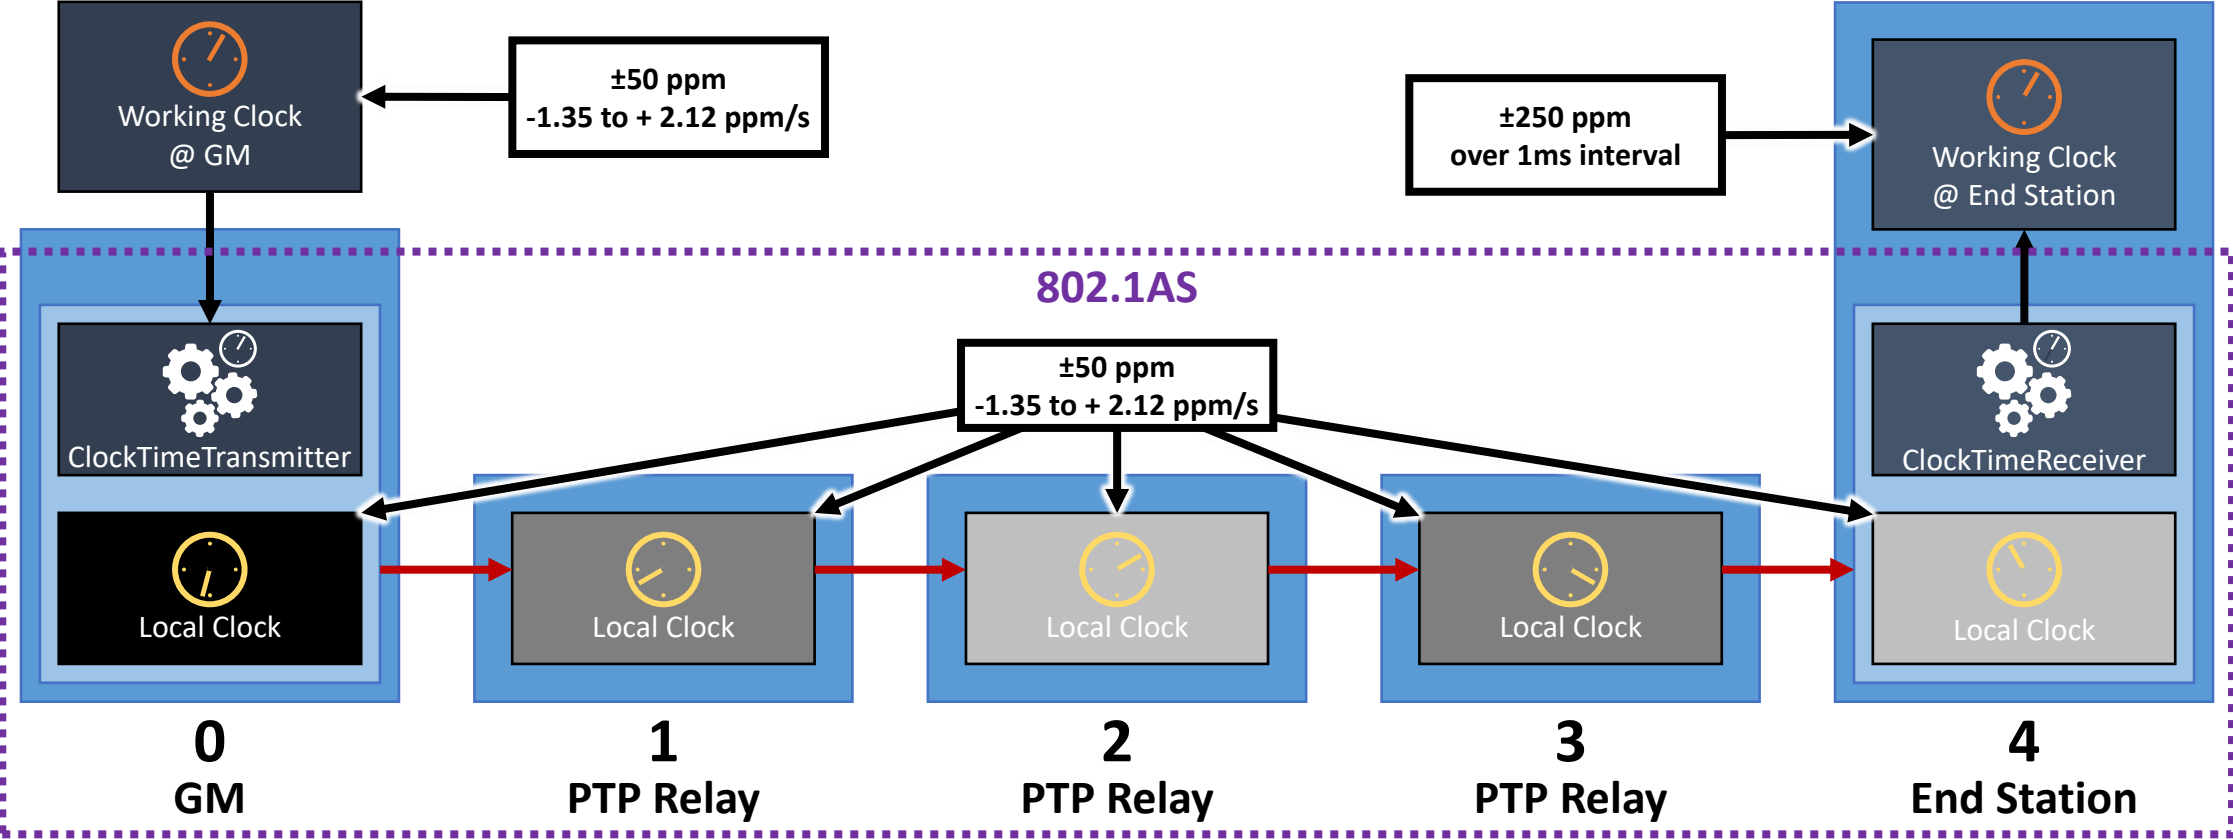 Working Clock
@ GM
±50 ppm
-1.35 to + 2.12 ppm/s
±250 ppm
over 1ms interval
Working Clock
@ End Station
802.1AS
ClockTimeTransmitter
±50 ppm
-1.35 to + 2.12 ppm/s
ClockTimeReceiver
Local Clock
Local Clock
Local Clock
Local Clock
Local Clock
0
GM
1
PTP Relay
2
PTP Relay
3
PTP Relay
4
End Station